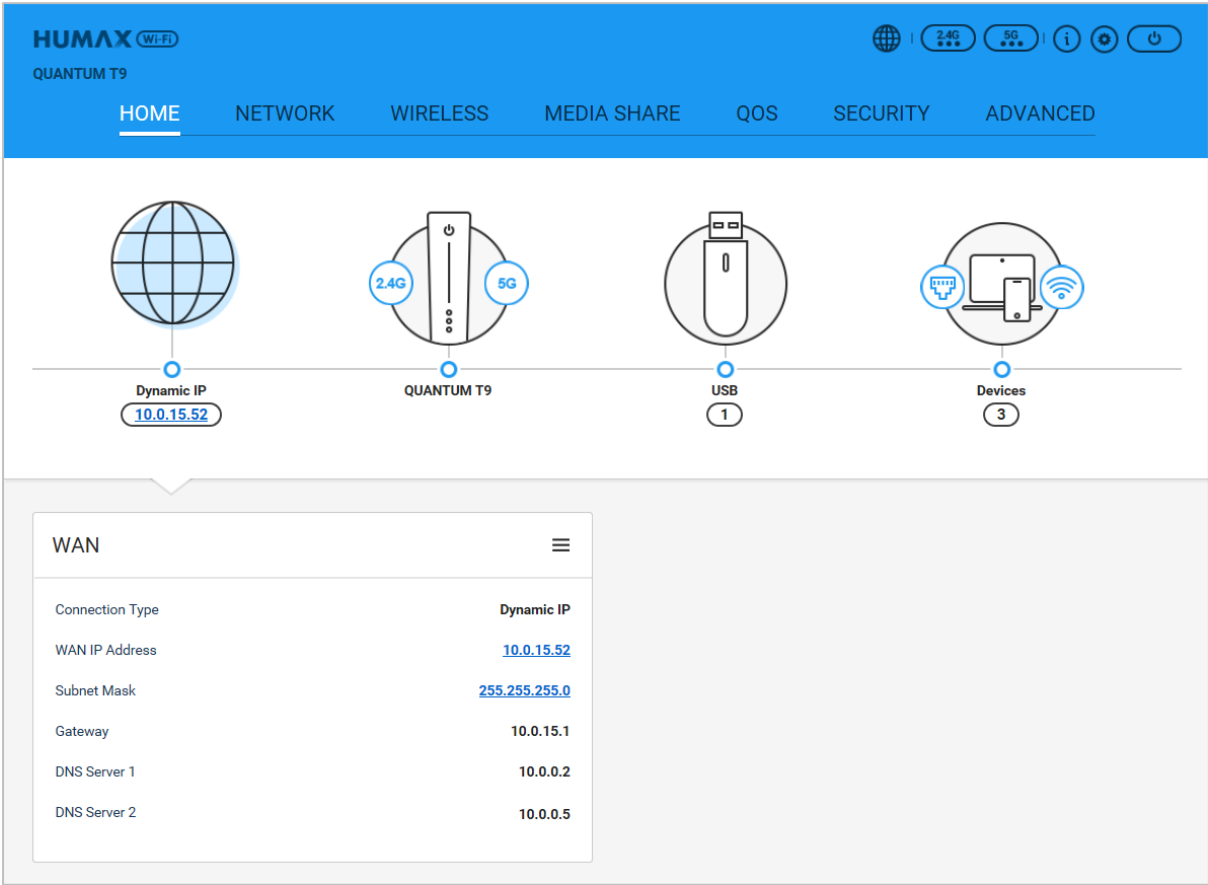 HUMAX Wi-Fi
2.4G 5G i
QUANTUM T9
HOME NETWORK WIRELESS MEDIA SHARE QOS SECURITY ADVANCED
2.4G 5G
Dynamic IP QUANTUM T9 USB Devices
10.0.15.52 1 3
WAN
Connection Type Dynamic IP
WAN IP Address 10.0.15.52
Subnet Mask 255.255.255.0
Gateway 10.0.15.1
DNS Server 1 10.0.0.2
DNS Server 2 10.0.0.5